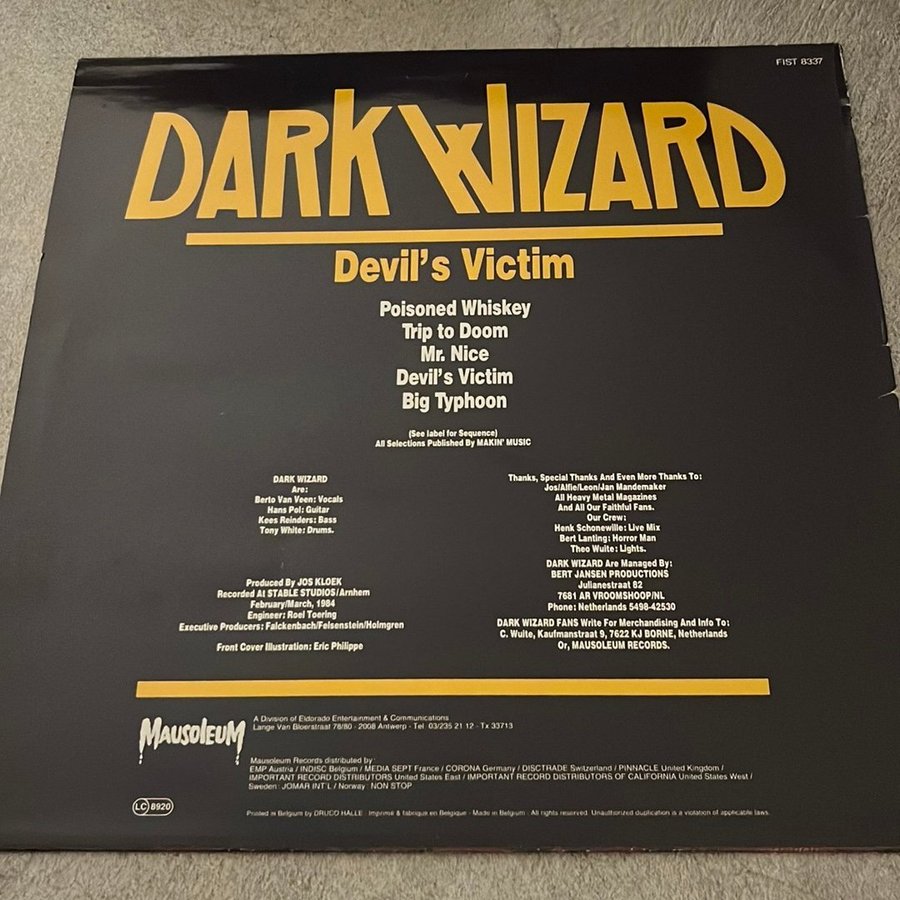 FIST 8337
DARK WIZARD
Devil's Victim
Poisoned Whiskey
Trip to Doom
Mr. Nice
Devil's Victim
Big Typhoon
(See label for Sequence)
All Selections Published By MAKIN' MUSIC
DARK WIZARD
Are:
Berto Van Veen: Vocals
Hans Pol: Guitar
Kees Reinders: Bass
Tony White: Drums.
Produced By JOS KLOEK
Recorded At STABLE STUDIOS/Arnhem
February/March, 1984
Engineer: Roel Toering
Executive Producers: Falckenbach/Felsenstein/Holmgren
Front Cover Illustration: Eric Philippe
Thanks, Special Thanks And Even More Thanks To:
Jos/Alfie/Leon/Jan Mandemaker
All Heavy Metal Magazines
And All Our Faithful Fans.
Our Crew:
Henk Schonewille: Live Mix
Bert Lanting: Horror Man
Theo Wuite: Lights.
DARK WIZARD Are Managed By:
BERT JANSEN PRODUCTIONS
Julianestraat 82
7681 AR VROOMSHOOP/NL
Phone: Netherlands 5498-42530
DARK WIZARD FANS Write For Merchandising And Info To:
C. Wuite, Kaufmanstraat 9, 7622 KJ BORNE, Netherlands
Or, MAUSOLEUM RECORDS.
MAUSOLEUM
A Division of Eldorado Entertainment & Communications
Lange Van Bloerstraat 78/80 - 2008 Antwerp - Tel. 03/235 21 12 - Tx 33713
Mausoleum Records distributed by:
EMP Austria / INDISC Belgium / MEDIA SEPT France / CORONA Germany / DISCTRADE Switzerland / PINNACLE United Kingdom /
IMPORTANT RECORD DISTRIBUTORS United States East / IMPORTANT RECORD DISTRIBUTORS OF CALIFORNIA United States West /
Sweden: JOMAR INT'L / Norway: NON STOP
LC 8920
Printed in Belgium by DRUCO HALLE - Imprimé & fabriqué en Belgique - Made in Belgium - All rights reserved. Unauthorized duplication is a violation of applicable laws.